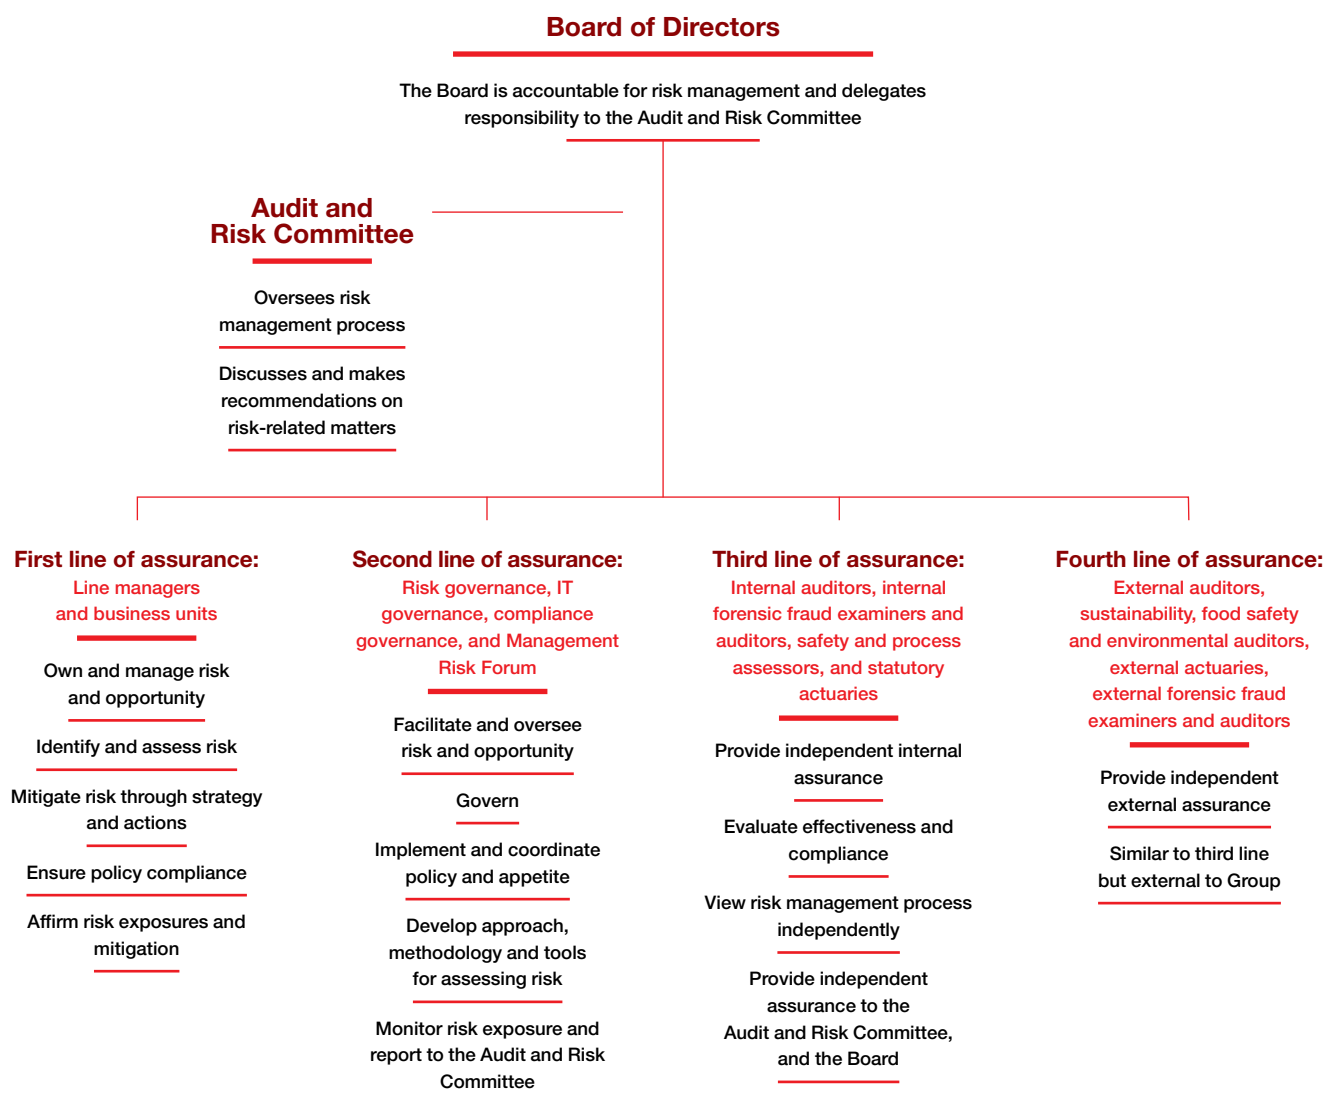 Board of Directors
The Board is accountable for risk management and delegates
responsibility to the Audit and Risk Committee
Audit and
Risk Committee
Oversees risk
management process
Discusses and makes
recommendations on
risk-related matters
First line of assurance:
Line managers
and business units
Own and manage risk
and opportunity
Identify and assess risk
Mitigate risk through strategy
and actions
Ensure policy compliance
Affirm risk exposures and
mitigation
Second line of assurance:
Risk governance, IT
governance, compliance
governance, and Management
Risk Forum
Facilitate and oversee
risk and opportunity
Govern
Implement and coordinate
policy and appetite
Develop approach,
methodology and tools
for assessing risk
Monitor risk exposure and
report to the Audit and Risk
Committee
Third line of assurance:
Internal auditors, internal
forensic fraud examiners and
auditors, safety and process
assessors, and statutory
actuaries
Provide independent internal
assurance
Evaluate effectiveness and
compliance
View risk management process
independently
Provide independent
assurance to the
Audit and Risk Committee,
and the Board
Fourth line of assurance:
External auditors,
sustainability, food safety
and environmental auditors,
external actuaries,
external forensic fraud
examiners and auditors
Provide independent
external assurance
Similar to third line
but external to Group